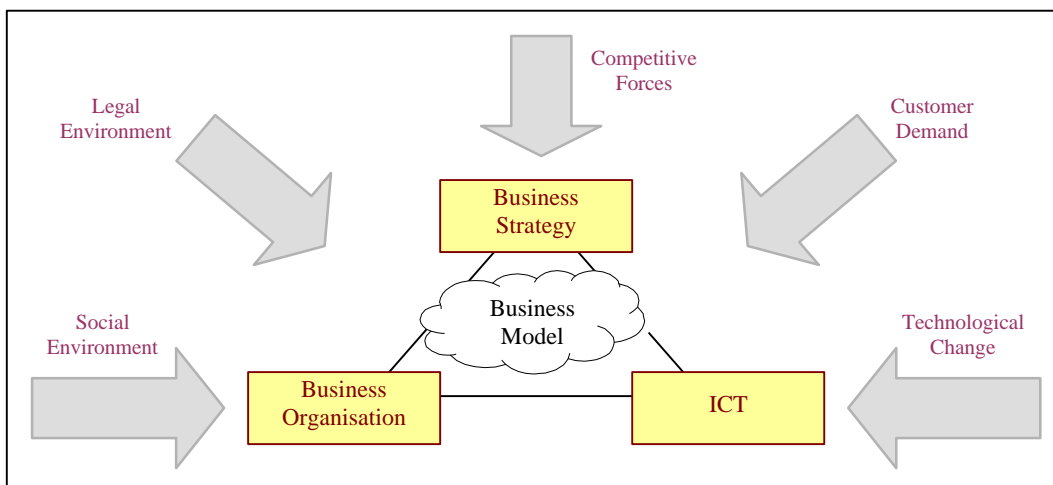 Competitive
Forces
Legal
Environment
Customer
Demand
Business
Strategy
Business
Model
Social
Environment
Technological
Change
Business
Organisation
ICT